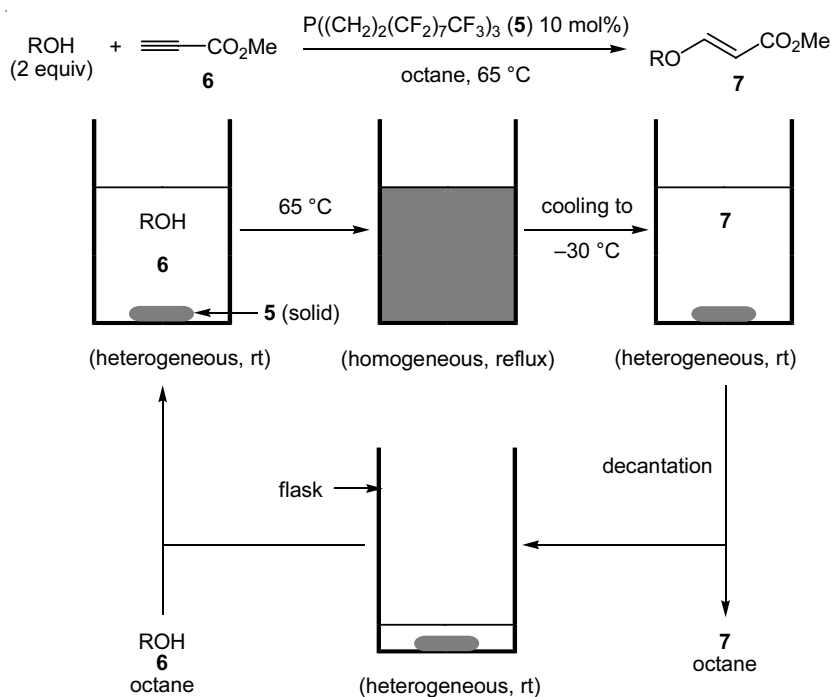 ROH + CO2Me P((CH2)2(CF2)7CF3)3 (5) 10 mol%) CO2Me
(2 equiv) 6 octane, 65 °C RO 7
65 °C cooling to –30 °C
ROH 7
6
5 (solid)
(heterogeneous, rt) (homogeneous, reflux) (heterogeneous, rt)
decantation
flask
ROH 7
6 octane
octane (heterogeneous, rt)